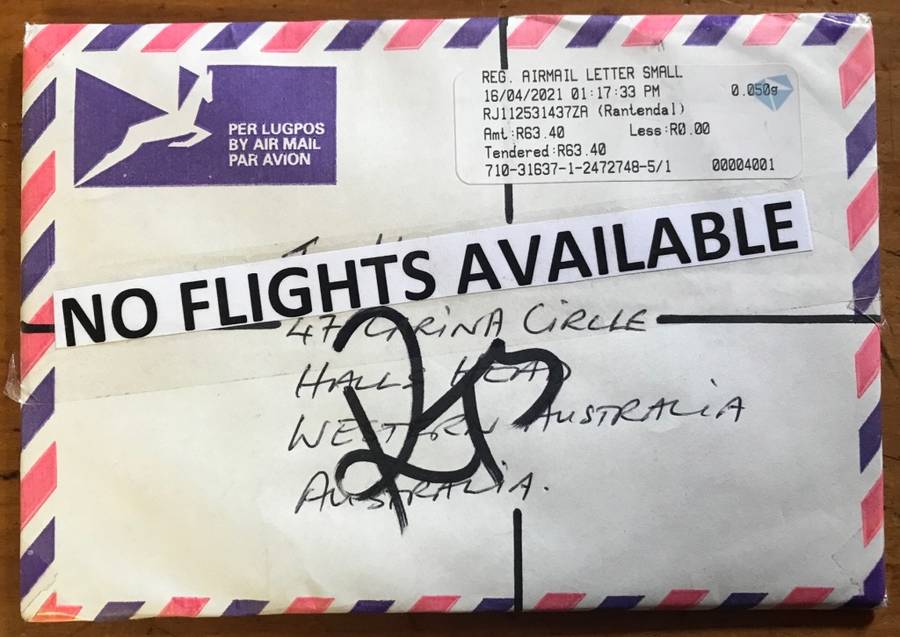 PER LUGPOS
BY AIR MAIL
PAR AVION
REG. AIRMAIL LETTER SMALL
16/04/2021 01:17:33 PM 0.050g
RJ112531437ZA (Rantendal)
Amt:R63.40 Less:R0.00
Tendered:R63.40
710-31637-1-2472748-5/1 00004001
NO FLIGHTS AVAILABLE
47 CARINA CIRCLE
HALLS HEAD
WESTERN AUSTRALIA
AUSTRALIA.